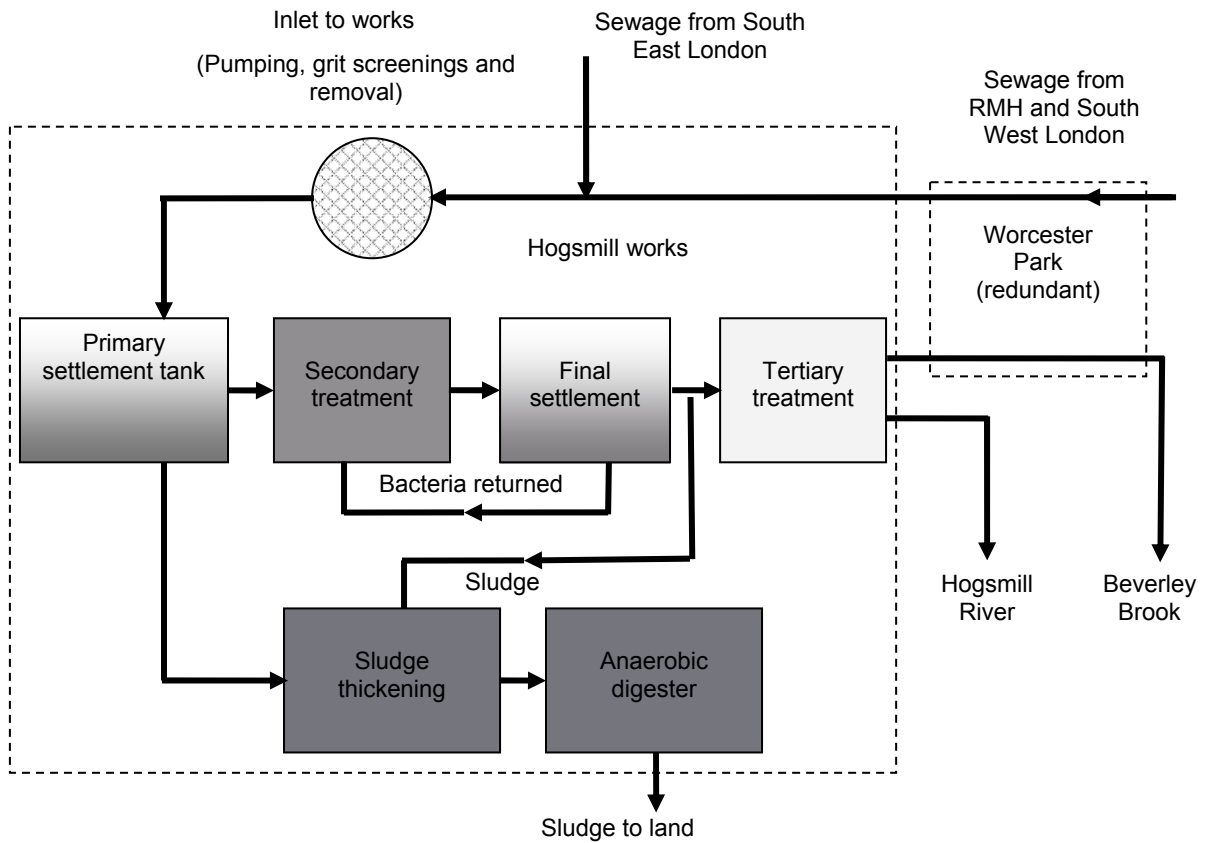 Inlet to works
(Pumping, grit screenings and
removal)
Sewage from South
East London
Sewage from
RMH and South
West London
Hogsmill works
Worcester
Park
(redundant)
Primary
settlement tank
Secondary
treatment
Final
settlement
Tertiary
treatment
Bacteria returned
Sludge
Hogsmill
River
Beverley
Brook
Sludge
thickening
Anaerobic
digester
Sludge to land